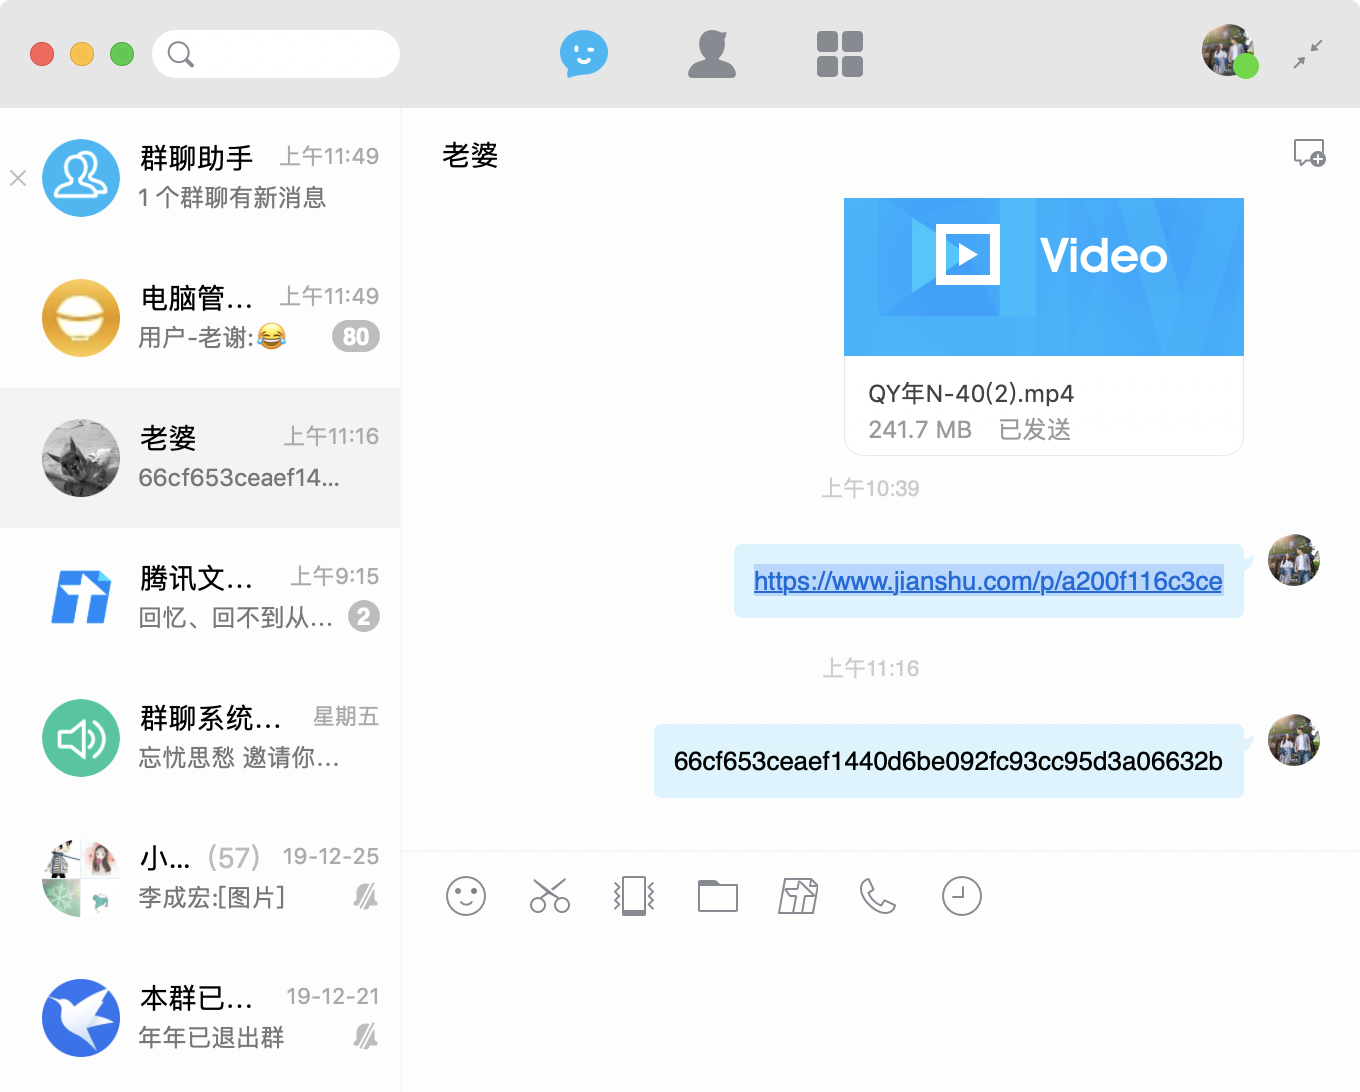 群聊助手 上午11:49
1 个群聊有新消息
电脑管... 上午11:49
用户-老谢:😂 80
老婆 上午11:16
66cf653ceaef14...
腾讯文... 上午9:15
回忆、回不到从... 2
群聊系统... 星期五
忘忧思愁 邀请你...
小... (57) 19-12-25
李成宏:[图片]
本群已... 19-12-21
年年已退出群
老婆
Video
QY年N-40(2).mp4
241.7 MB 已发送
上午10:39
https://www.jianshu.com/p/a200f116c3ce
上午11:16
66cf653ceaef1440d6be092fc93cc95d3a06632b